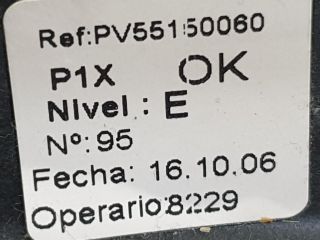 Ref:PV55150060
P1X OK
Nivel : E
Nº: 95
Fecha: 16.10.06
Operario:8229